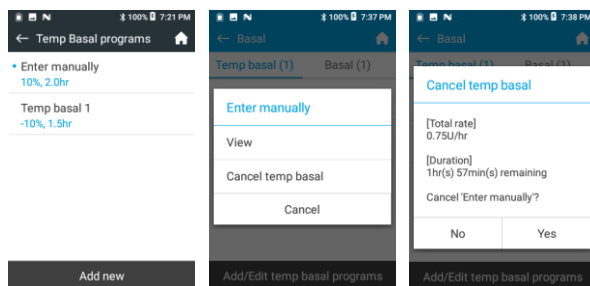 100% 7:21 PM
Temp Basal programs
Enter manually
10%, 2.0hr
Temp basal 1
-10%, 1.5hr
Add new
100% 7:37 PM
Basal
Temp basal (1) Basal (1)
Enter manually
View
Cancel temp basal
Cancel
Add/Edit temp basal programs
100% 7:38 PM
Basal
Temp basal (1) Basal (1)
Cancel temp basal
[Total rate]
0.75U/hr
[Duration]
1hr(s) 57min(s) remaining
Cancel 'Enter manually'?
No Yes
Add/Edit temp basal programs